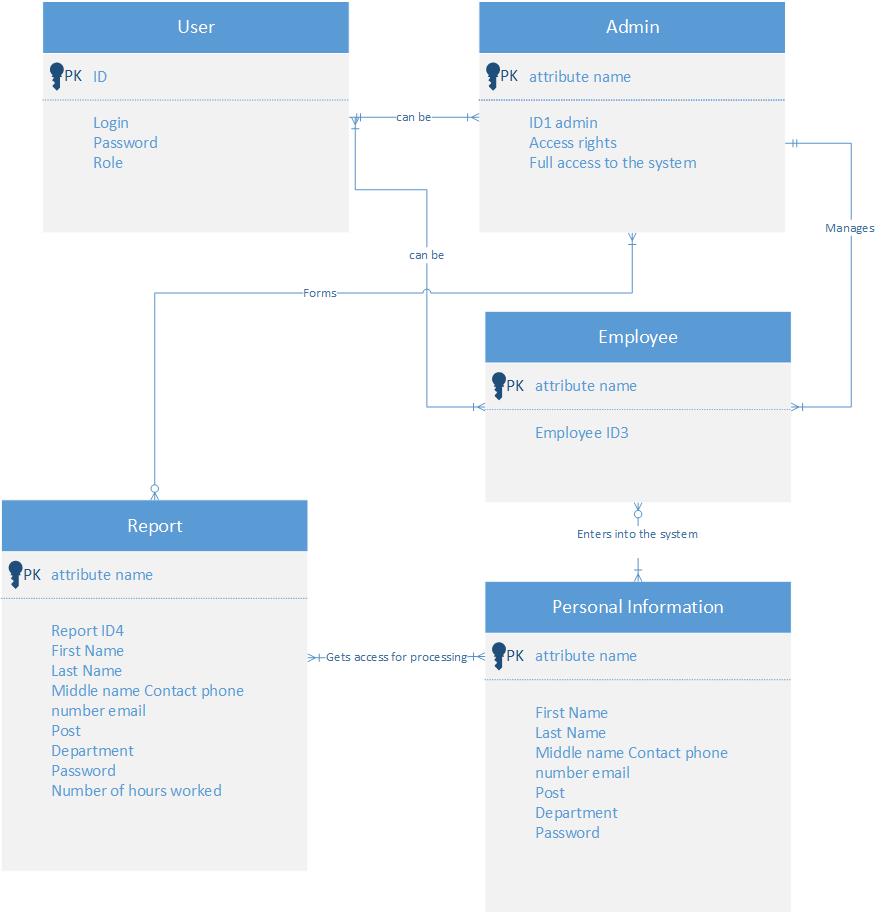 User
PK ID
Login
Password
Role
Admin
PK attribute name
ID1 admin
Access rights
Full access to the system
can be
Manages
can be
Forms
Employee
PK attribute name
Employee ID3
Enters into the system
Report
PK attribute name
Report ID4
First Name
Last Name
Middle name Contact phone
number email
Post
Department
Password
Number of hours worked
Gets access for processing
Personal Information
PK attribute name
First Name
Last Name
Middle name Contact phone
number email
Post
Department
Password